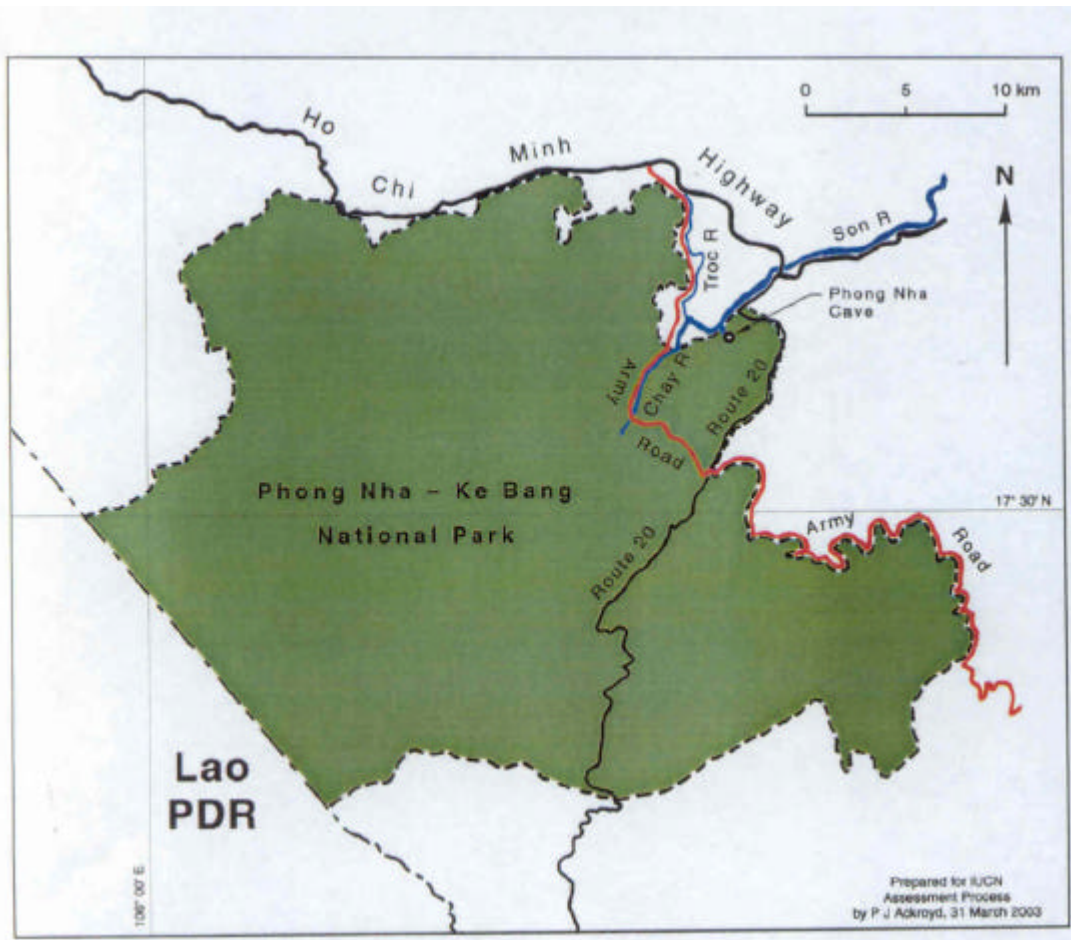 0 5 10 km
Ho
Chi
Minh
Highway
N
Son R
Troc R
Phong Nha
Cave
Army
Chay R
Route 20
Road
Phong Nha – Ke Bang
National Park
17° 30' N
Army
Road
Route 20
Lao
PDR
106° 00' E
Prepared for IUCN
Assessment Process
by P J Ackroyd, 31 March 2003